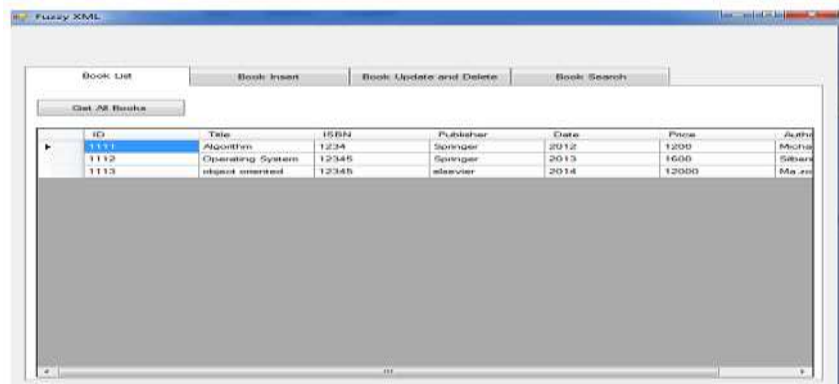 Fuzzy XML
Book List Book Insert Book Update and Delete Book Search
Get All Books
ID Title ISBN Publisher Date Price Autho
1111 Algorithm 1234 Springer 2012 1200 Micha
1112 Operating System 12345 Springer 2013 1600
1113 object oriented 12345 elsevier 2014 12000